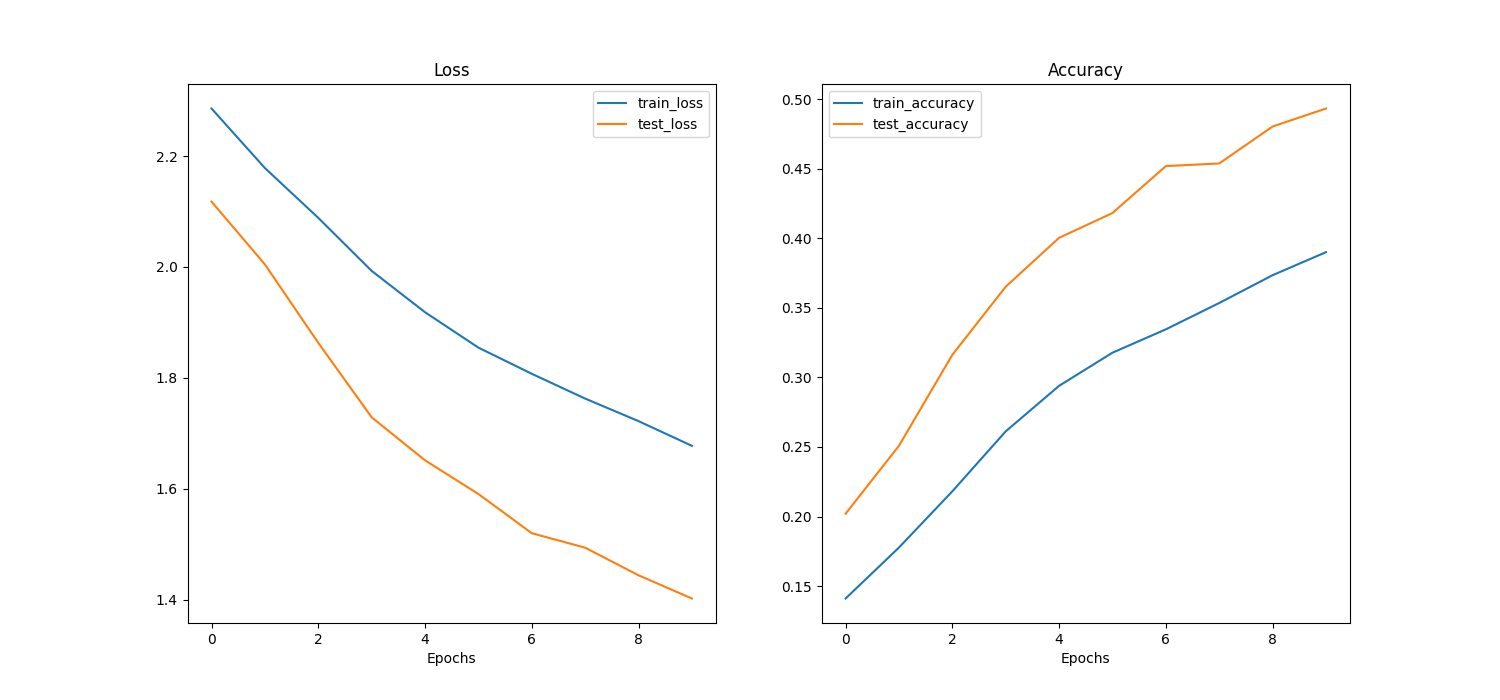 Loss
train_loss
test_loss
2.2
2.0
1.8
1.6
1.4
0 2 4 6 8
Epochs
Accuracy
train_accuracy
test_accuracy
0.50
0.45
0.40
0.35
0.30
0.25
0.20
0.15
0 2 4 6 8
Epochs